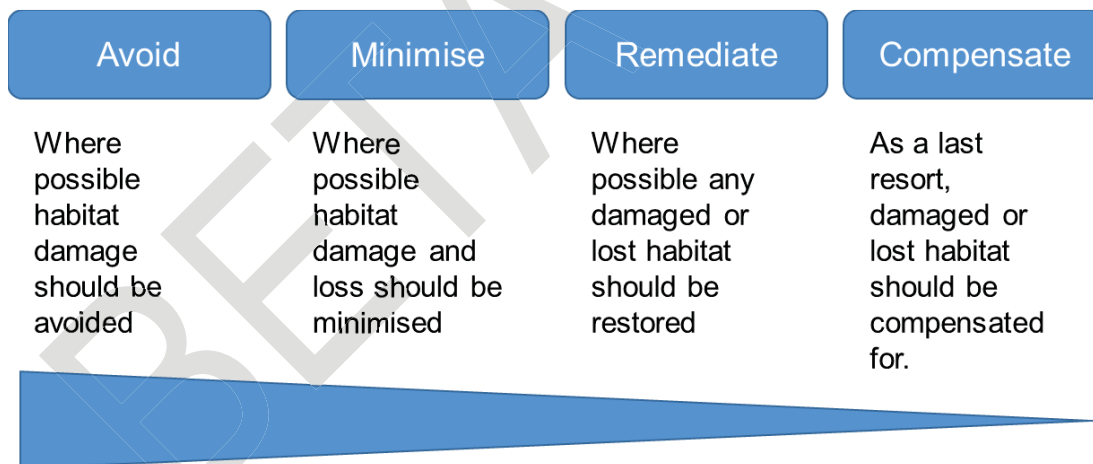 Avoid
Minimise
Remediate
Compensate
Where
possible
habitat
damage
should be
avoided
Where
possible
habitat
damage and
loss should be
minimised
Where
possible any
damaged or
lost habitat
should be
restored
As a last
resort,
damaged or
lost habitat
should be
compensated
for.
BETA